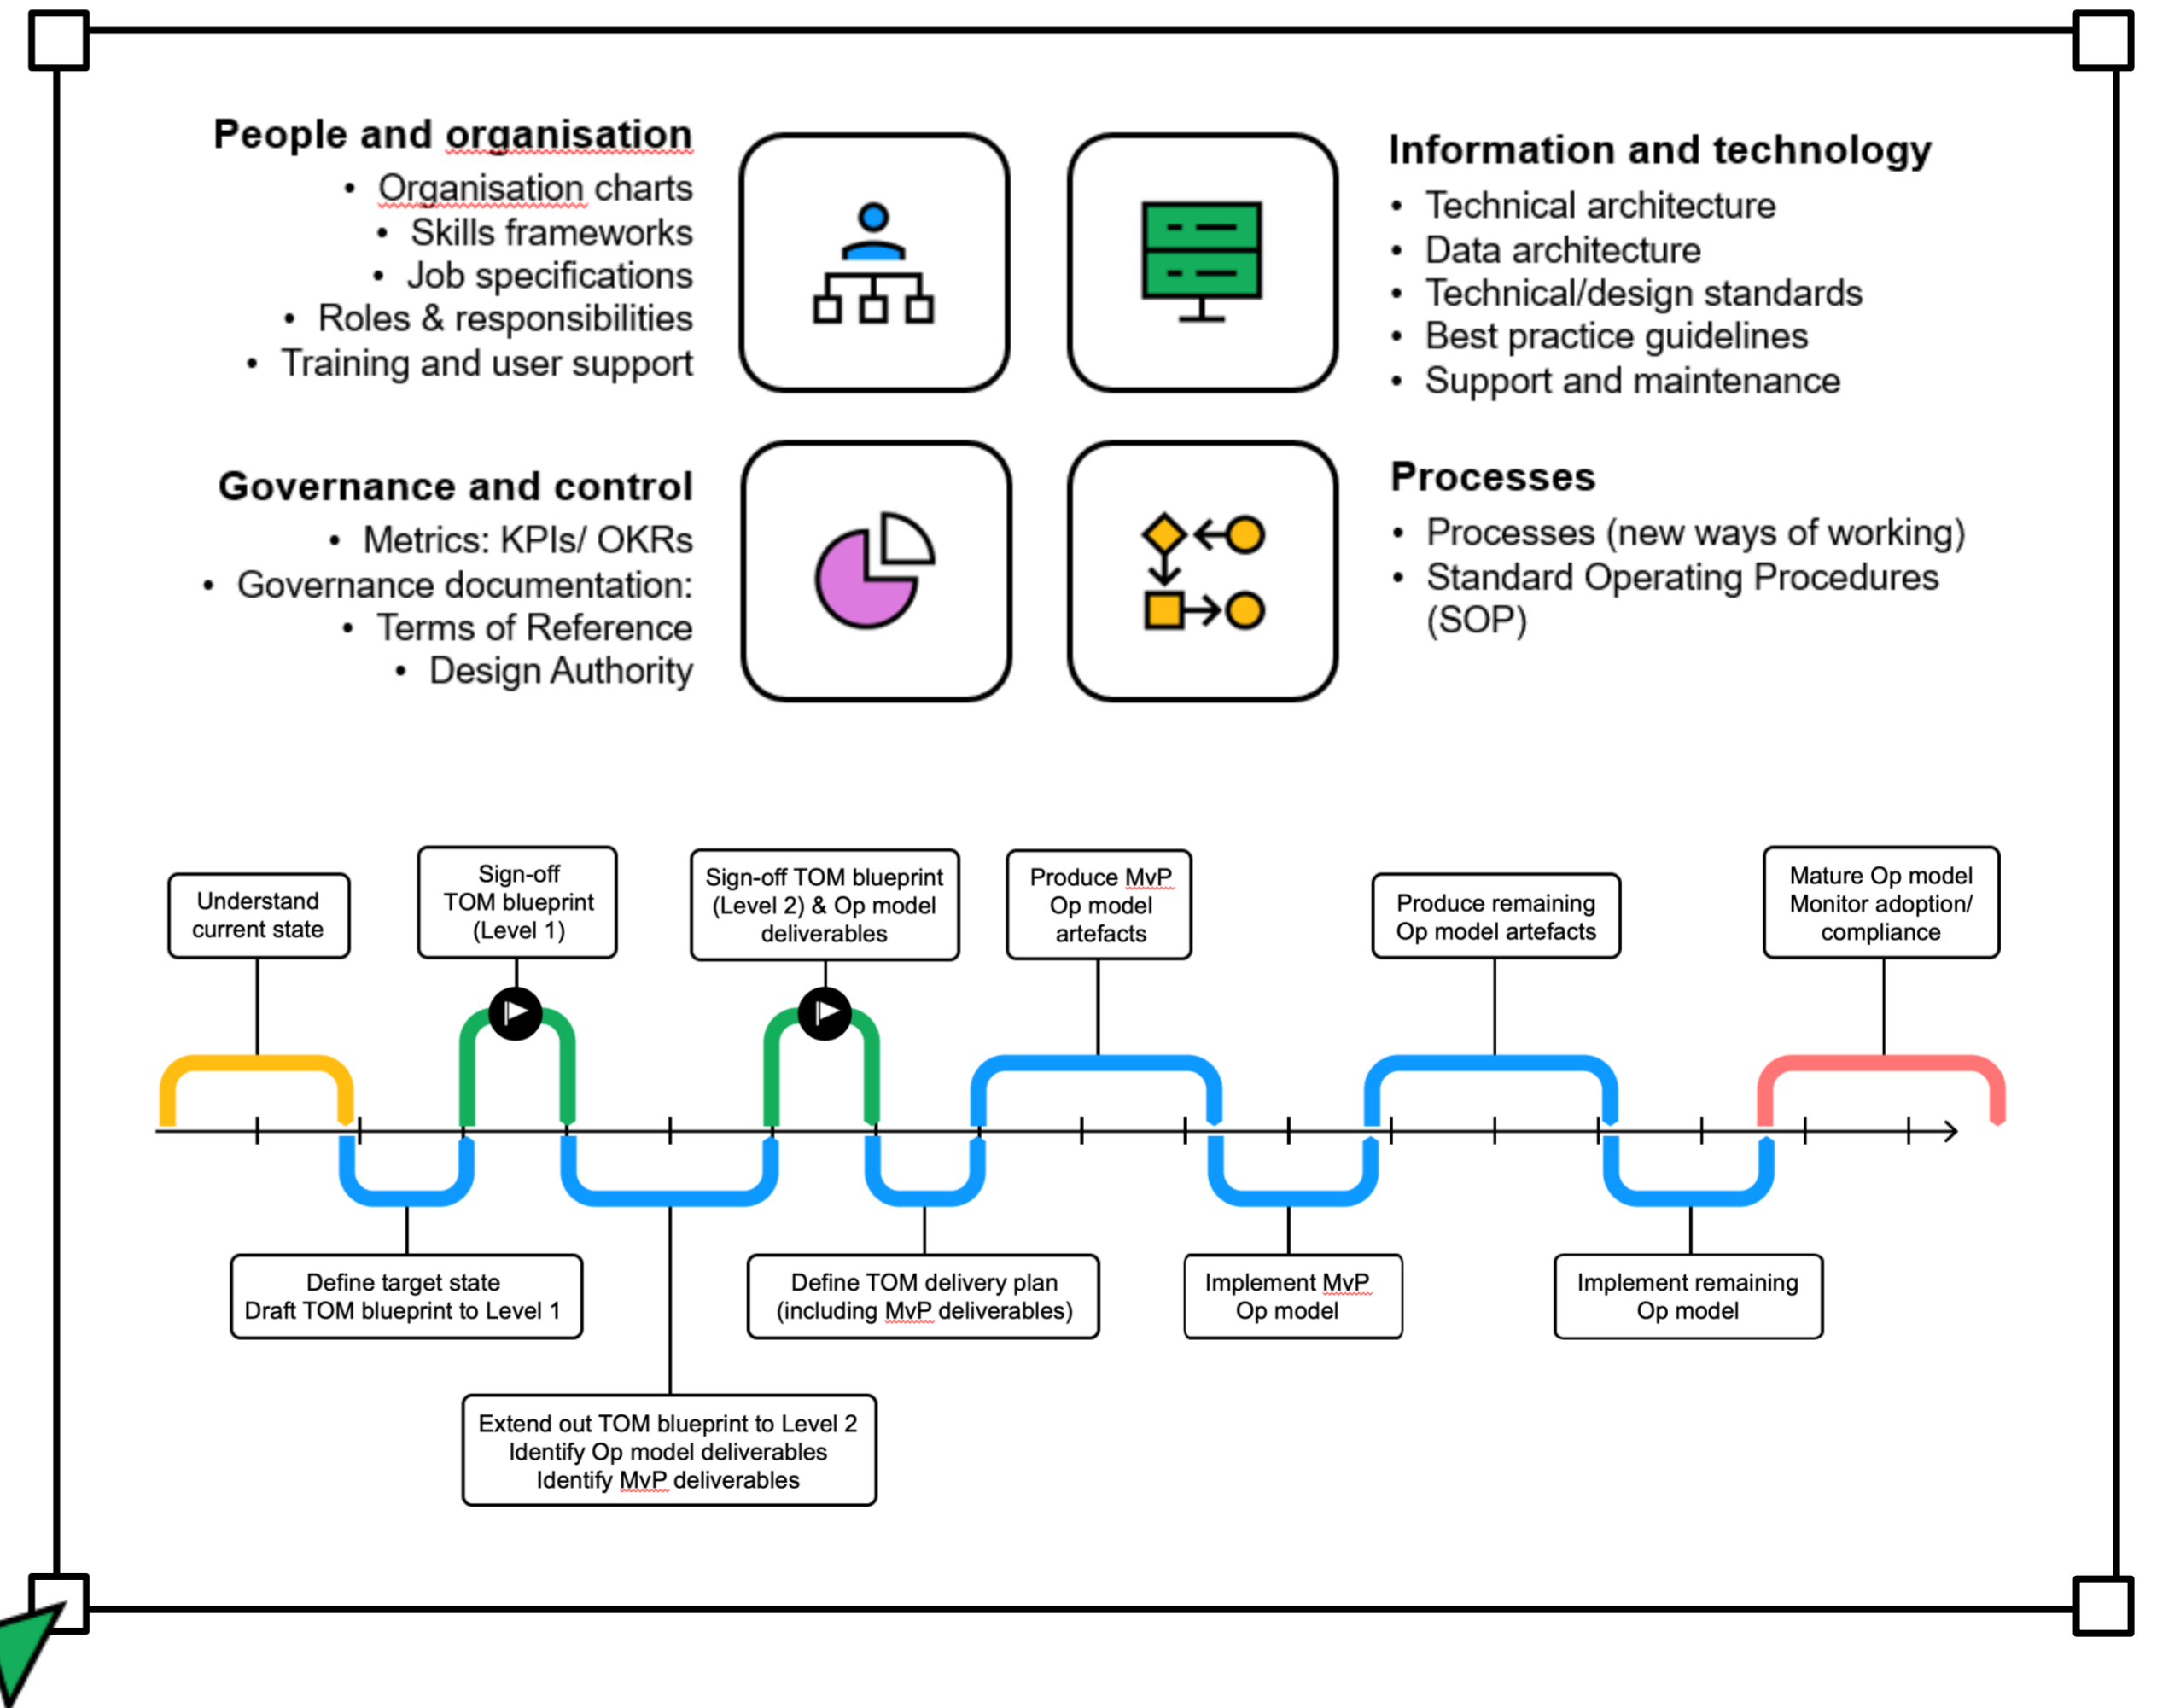 People and organisation
• Organisation charts
• Skills frameworks
• Job specifications
• Roles & responsibilities
• Training and user support
Information and technology
• Technical architecture
• Data architecture
• Technical/design standards
• Best practice guidelines
• Support and maintenance
Governance and control
• Metrics: KPIs/ OKRs
• Governance documentation:
• Terms of Reference
• Design Authority
Processes
• Processes (new ways of working)
• Standard Operating Procedures
(SOP)
Understand
current state
Sign-off
TOM blueprint
(Level 1)
Sign-off TOM blueprint
(Level 2) & Op model
deliverables
Produce MvP
Op model
artefacts
Produce remaining
Op model artefacts
Mature Op model
Monitor adoption/
compliance
Define target state
Draft TOM blueprint to Level 1
Define TOM delivery plan
(including MvP deliverables)
Implement MvP
Op model
Implement remaining
Op model
Extend out TOM blueprint to Level 2
Identify Op model deliverables
Identify MvP deliverables